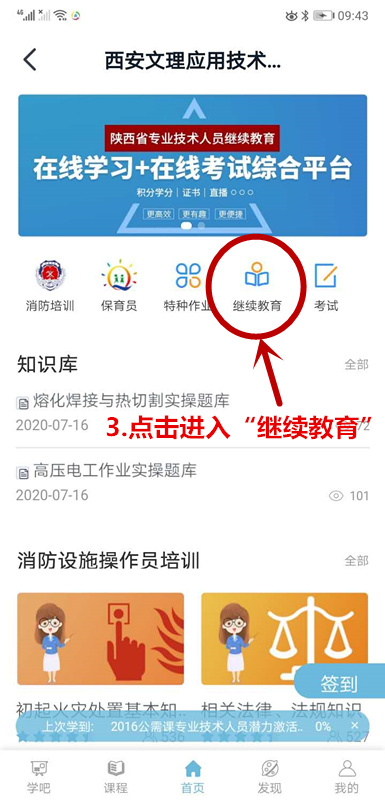 4G 4G 09:43
西安文理应用技术...
陕西省专业技术人员继续教育
在线学习+在线考试综合平台
积分学分｜证书｜直播 ○○○
更高效 更有趣 更便捷
消防培训 保育员 特种作业 继续教育 考试
知识库 全部
熔化焊接与热切割实操题库
2020-07-16 72
3.点击进入“继续教育”
高压电工作业实操题库
2020-07-16 101
消防设施操作员培训 全部
签到
初起火灾处置基本知... 相关法律、法规知识
536 527
上次学到: 2016公需课专业技术人员潜力激活.. 0% ×
学吧 课程 首页 发现 我的